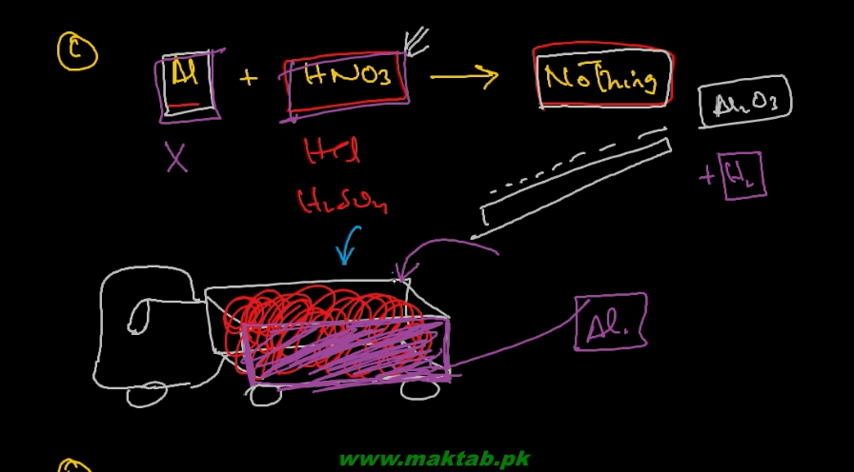 C
Al + HNO3 → NoThing
Al2O3
X HCl + H2
H2SO4
Al.
www.maktab.pk